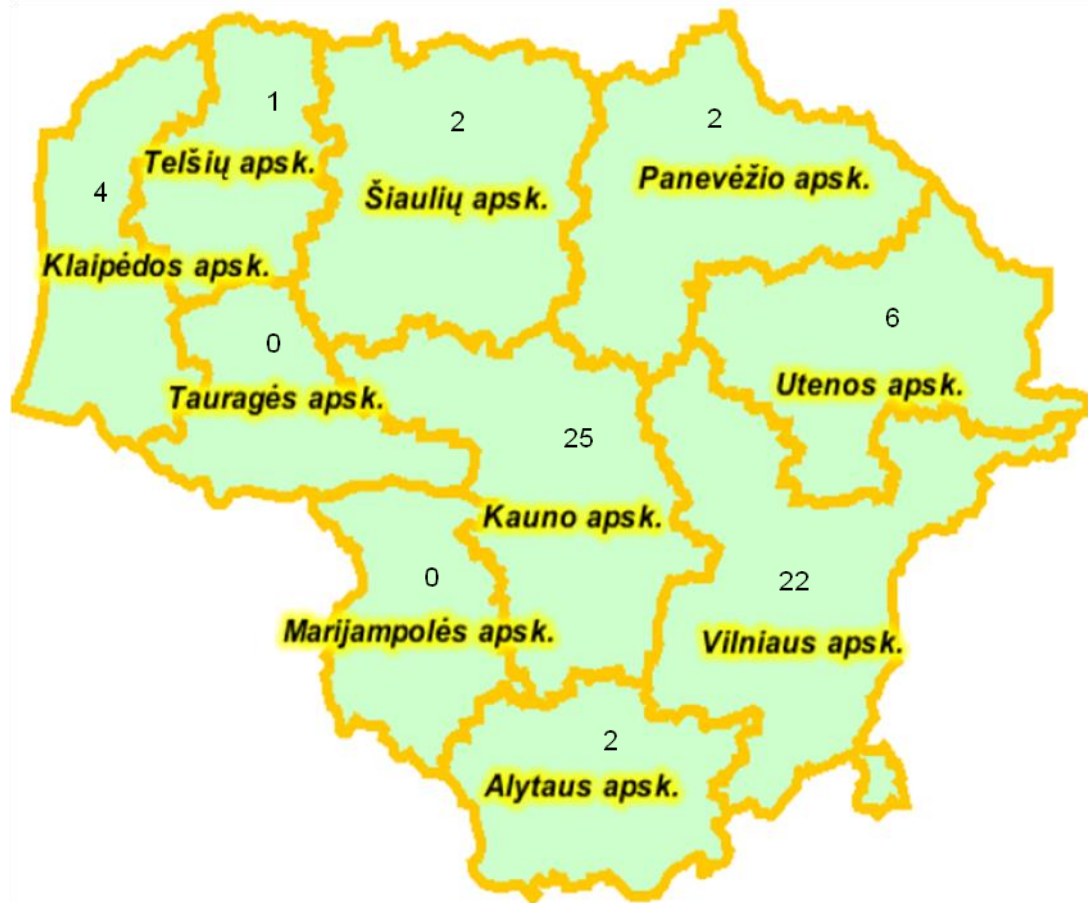 1
Telšių apsk.
2
Šiaulių apsk.
2
Panevėžio apsk.
4
Klaipėdos apsk.
0
Tauragės apsk.
6
Utenos apsk.
25
Kauno apsk.
0
Marijampolės apsk.
22
Vilniaus apsk.
2
Alytaus apsk.